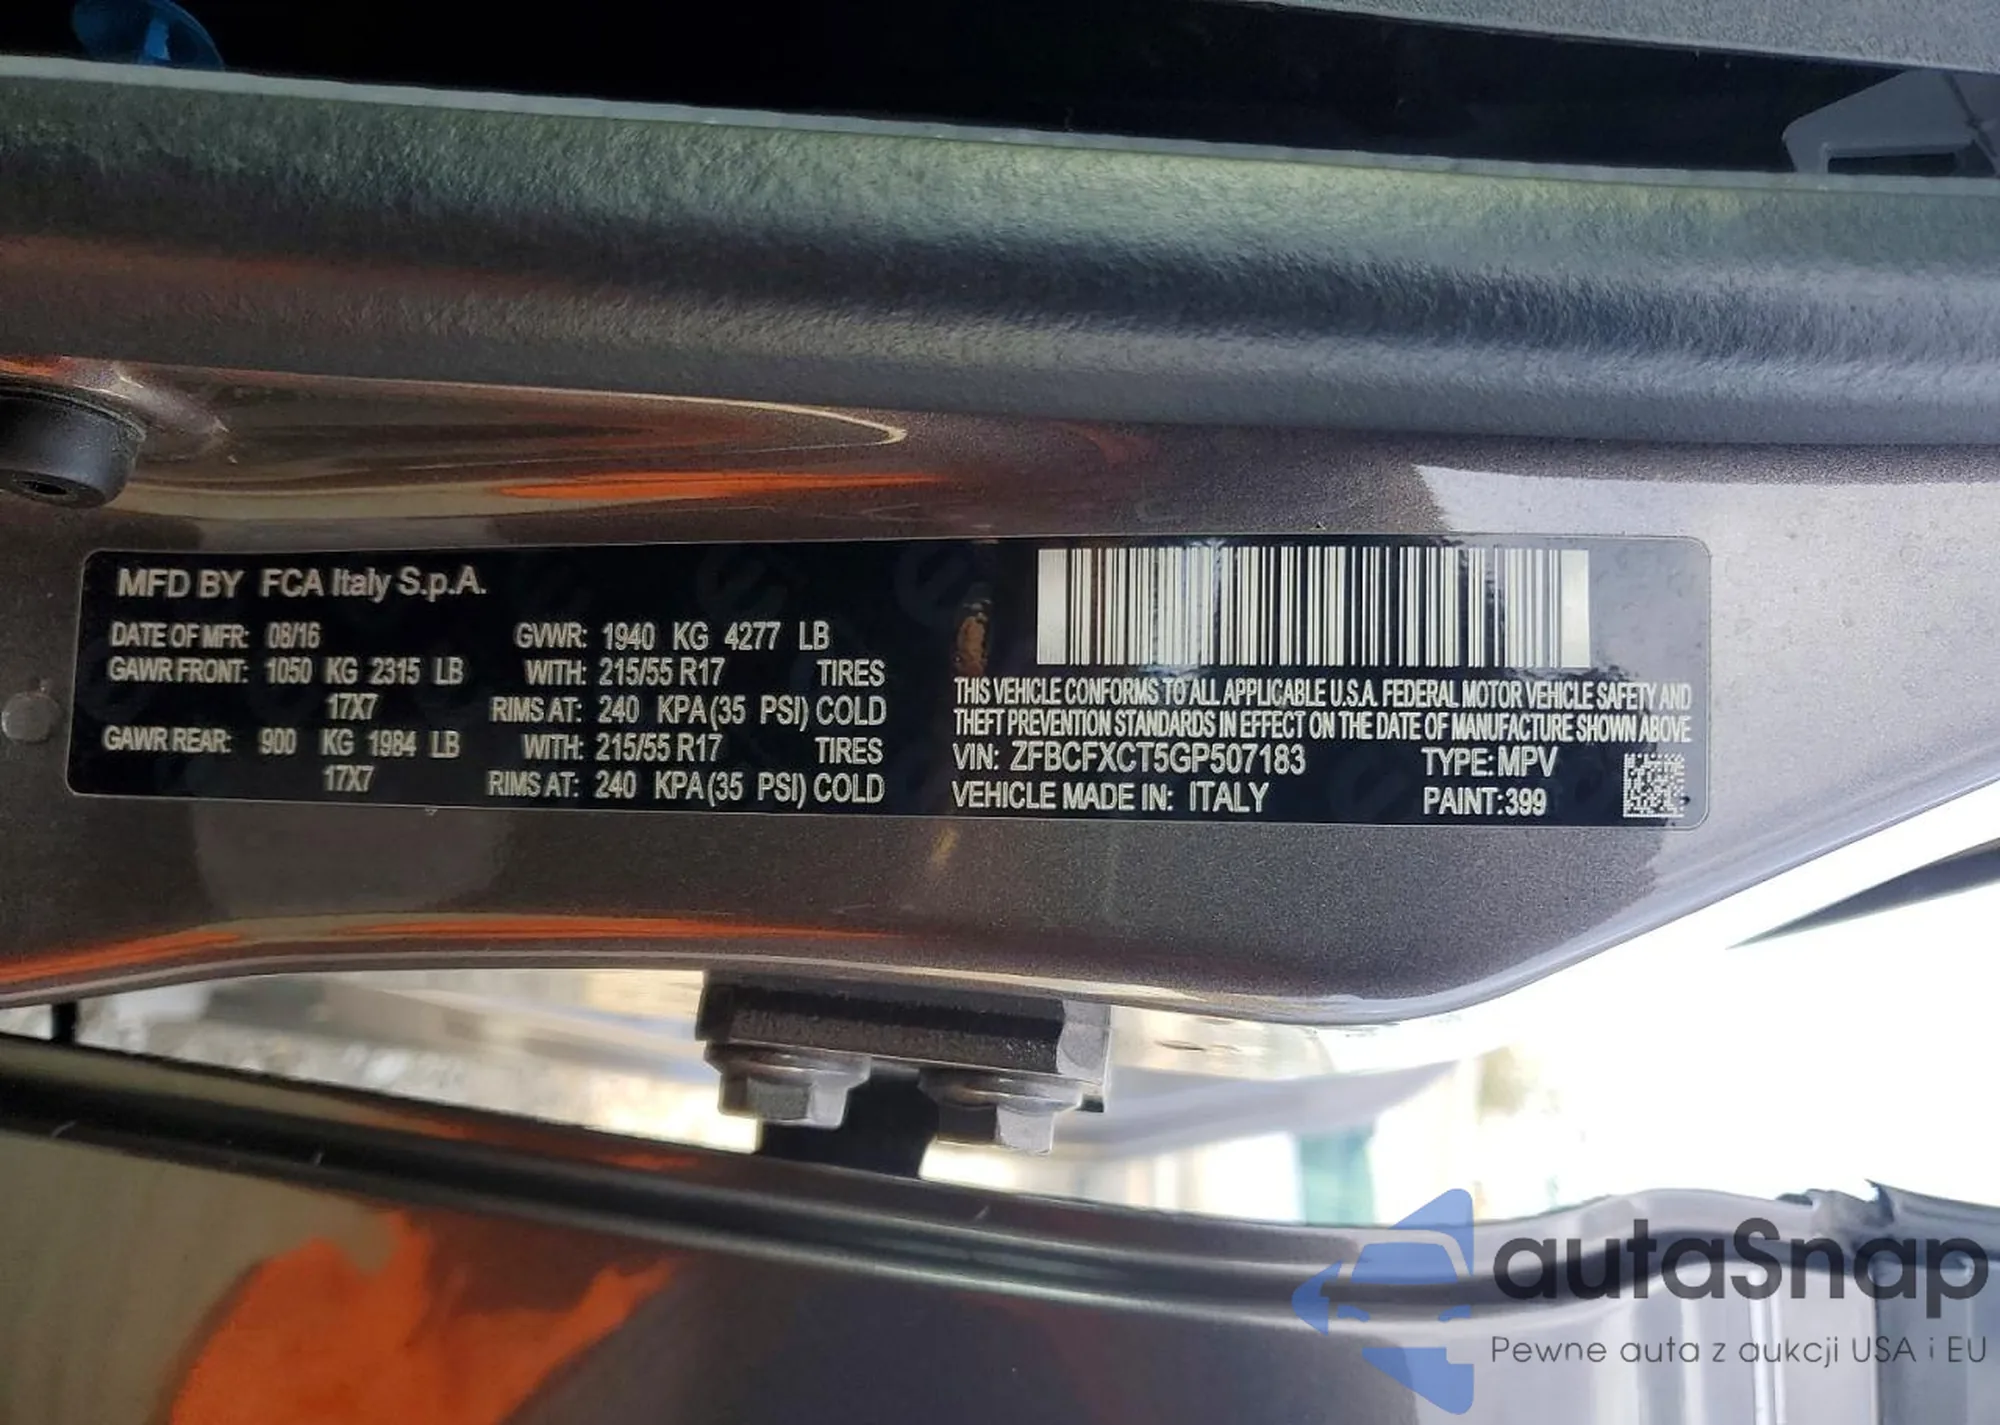 MFD BY FCA Italy S.p.A.
DATE OF MFR: 08/16 GVWR: 1940 KG 4277 LB
GAWR FRONT: 1050 KG 2315 LB WITH: 215/55 R17 TIRES
17X7 RIMS AT: 240 KPA (35 PSI) COLD
GAWR REAR: 900 KG 1984 LB WITH: 215/55 R17 TIRES
17X7 RIMS AT: 240 KPA (35 PSI) COLD
THIS VEHICLE CONFORMS TO ALL APPLICABLE U.S.A. FEDERAL MOTOR VEHICLE SAFETY AND
THEFT PREVENTION STANDARDS IN EFFECT ON THE DATE OF MANUFACTURE SHOWN ABOVE
VIN: ZFBCFXCT5GP507183 TYPE: MPV
VEHICLE MADE IN: ITALY PAINT: 399
autaSnap
Pewne auta z aukcji USA i EU